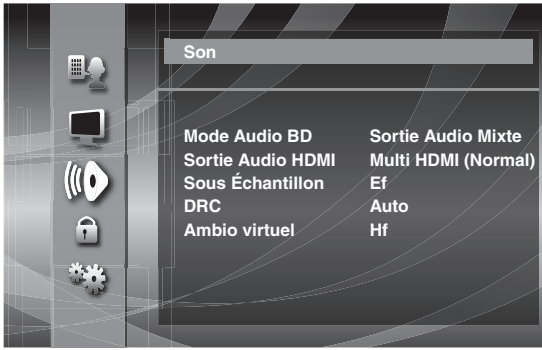 Son
Mode Audio BD Sortie Audio Mixte
Sortie Audio HDMI Multi HDMI (Normal)
Sous Échantillon Ef
DRC Auto
Ambio virtuel Hf